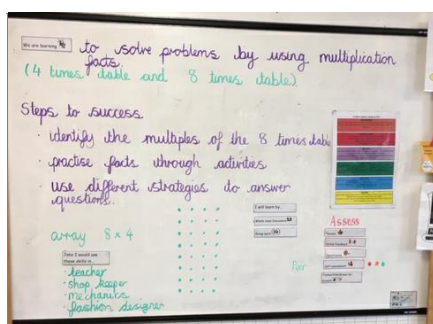 We are learning to solve problems by using multiplication
facts.
(4 times table and 8 times table)
Steps to success
· identify the multiples of the 8 times table
· practise facts through activities
· use different strategies to answer
questions.
I will learn by...
array 8 x 4
Assess
Peer
· teacher
· shop keeper
· mechanics
· fashion designer